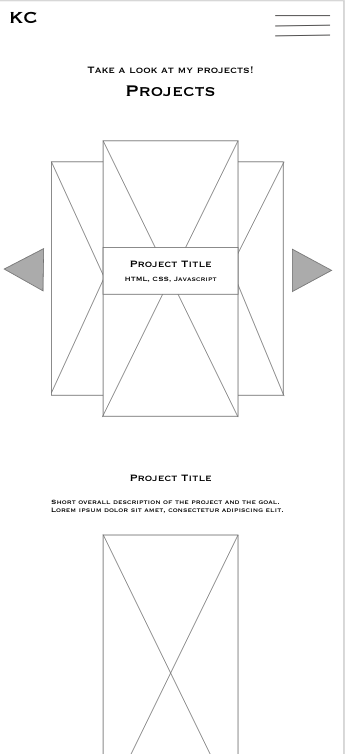 KC
Take a look at my projects!
Projects
Project Title
HTML, CSS, Javascript
Project Title
Short overall description of the project and the goal.
Lorem ipsum dolor sit amet, consectetur adipiscing elit.